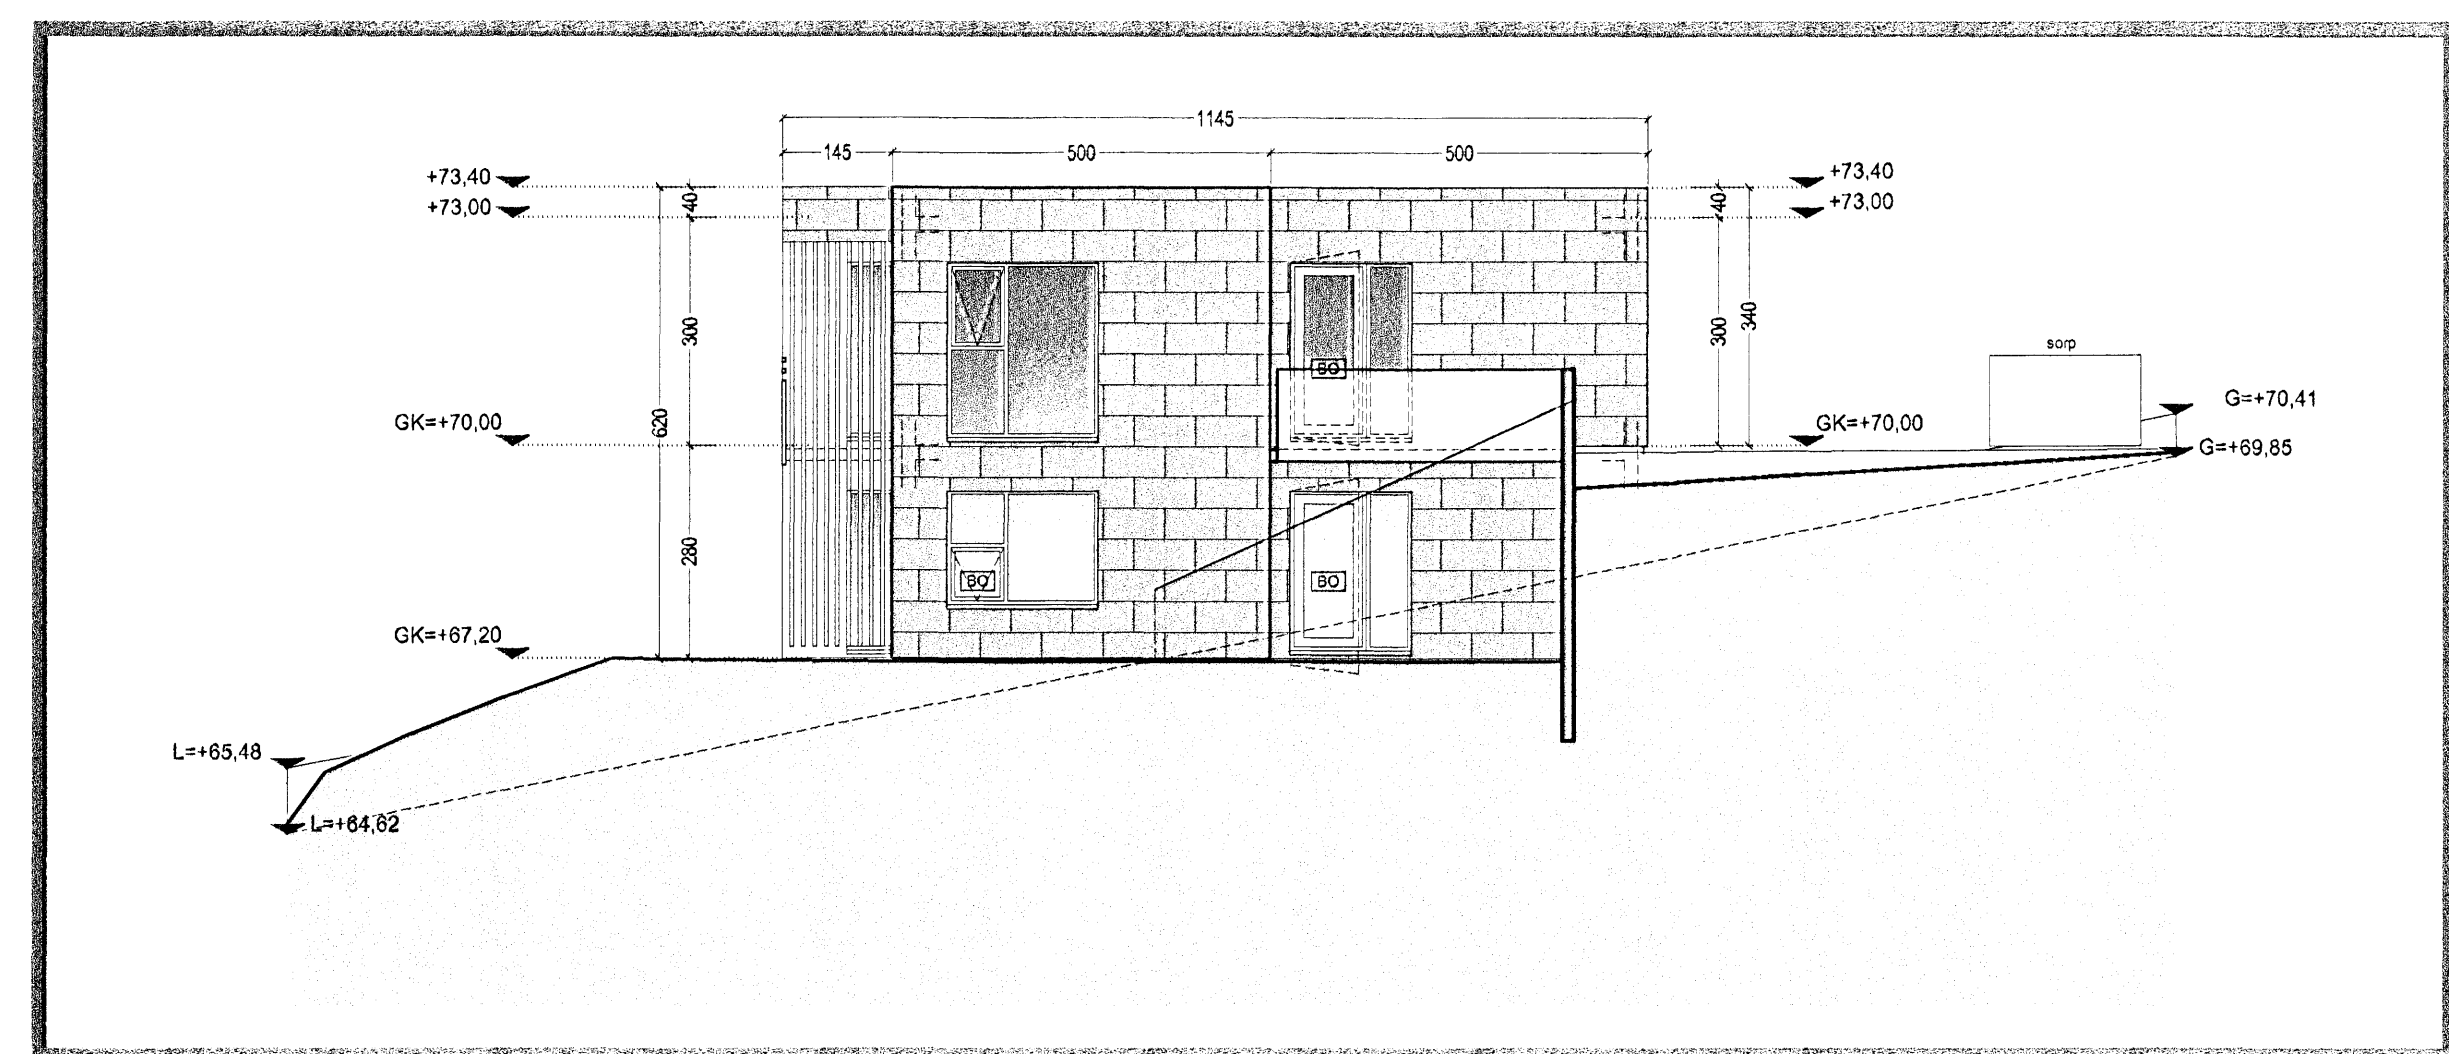 1145
145
500
500
+73,40
+73,00
40
300
620
280
GK=+70,00
GK=+67,20
L=+65,48
L=+64,62
BO
BO
BO
+73,40
+73,00
40
300
340
GK=+70,00
sorp
G=+70,41
G=+69,85